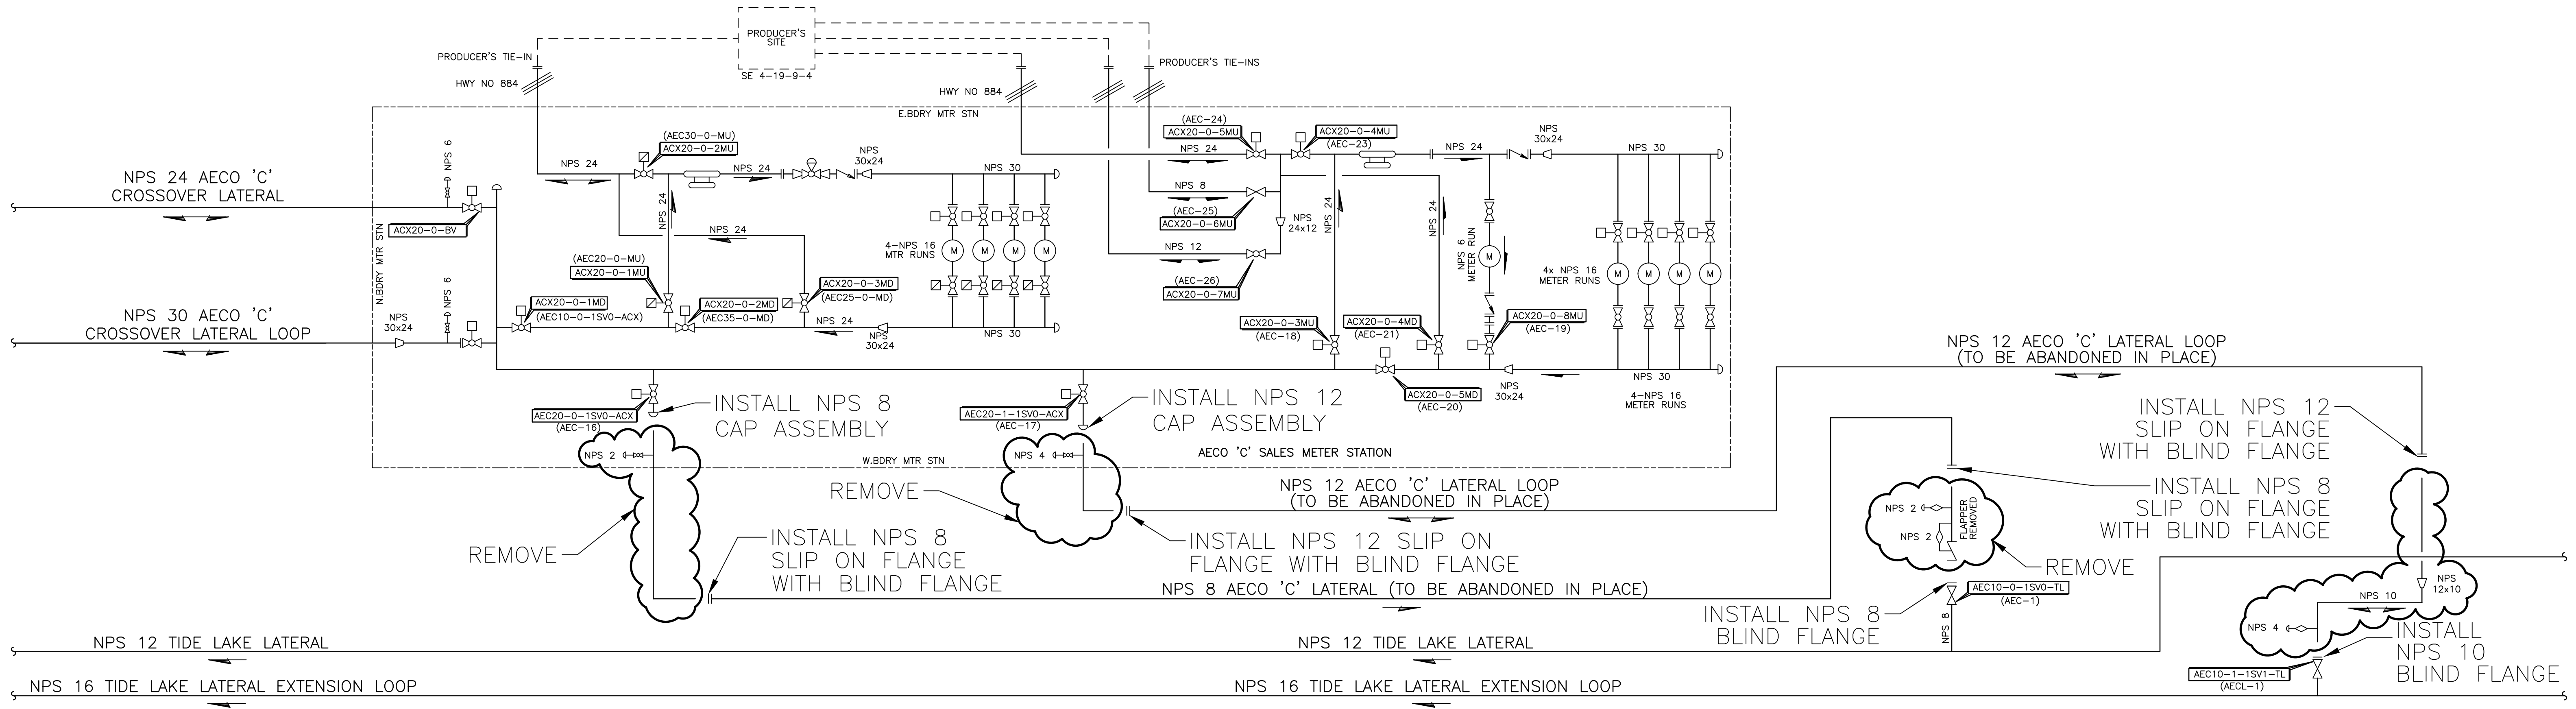 PRODUCER'S
SITE
SE 4-19-9-4
PRODUCER'S TIE-IN
HWY NO 884
PRODUCER'S TIE-INS
HWY NO 884
E.BDRY MTR STN
N.BDRY MTR STN
W.BDRY MTR STN
NPS 24 AECO 'C'
CROSSOVER LATERAL
NPS 6
ACX20-0-BV
NPS 30 AECO 'C'
CROSSOVER LATERAL LOOP
NPS
30x24
NPS 6
NPS 24
(AEC30-0-MU)
ACX20-0-2MU
NPS 24
NPS
30x24
NPS 30
NPS 24
NPS 24
(AEC20-0-MU)
ACX20-0-1MU
ACX20-0-1MD
(AEC10-0-1SV0-ACX)
ACX20-0-2MD
(AEC35-0-MD)
ACX20-0-3MD
(AEC25-0-MD)
NPS 24
NPS
30x24
4-NPS 16
MTR RUNS
M
M
M
M
NPS 30
(AEC-24)
ACX20-0-5MU
NPS 24
ACX20-0-4MU
(AEC-23)
NPS 24
NPS
30x24
NPS 30
NPS 8
(AEC-25)
ACX20-0-6MU
NPS
24x12
NPS 12
(AEC-26)
ACX20-0-7MU
NPS 24
NPS 24
NPS 6
METER RUN
M
4x NPS 16
METER RUNS
M
M
M
M
ACX20-0-3MU
(AEC-18)
ACX20-0-4MD
(AEC-21)
ACX20-0-8MU
(AEC-19)
ACX20-0-5MD
(AEC-20)
NPS
30x24
NPS 30
4-NPS 16
METER RUNS
AEC20-0-1SV0-ACX
(AEC-16)
INSTALL NPS 8
CAP ASSEMBLY
AEC20-1-1SV0-ACX
(AEC-17)
INSTALL NPS 12
CAP ASSEMBLY
AECO 'C' SALES METER STATION
NPS 2
REMOVE
INSTALL NPS 8
SLIP ON FLANGE
WITH BLIND FLANGE
NPS 4
REMOVE
INSTALL NPS 12 SLIP ON
FLANGE WITH BLIND FLANGE
NPS 12 AECO 'C' LATERAL LOOP
(TO BE ABANDONED IN PLACE)
NPS 12 AECO 'C' LATERAL LOOP
(TO BE ABANDONED IN PLACE)
NPS 8 AECO 'C' LATERAL (TO BE ABANDONED IN PLACE)
INSTALL NPS 12
SLIP ON FLANGE
WITH BLIND FLANGE
INSTALL NPS 8
SLIP ON FLANGE
WITH BLIND FLANGE
NPS 2
NPS 2
FLAPPER
REMOVED
REMOVE
AEC10-0-1SV0-TL
(AEC-1)
INSTALL NPS 8
BLIND FLANGE
NPS 8
NPS
12x10
NPS 10
NPS 4
INSTALL
NPS 10
BLIND FLANGE
AEC10-1-1SV1-TL
(AECL-1)
NPS 12 TIDE LAKE LATERAL
NPS 12 TIDE LAKE LATERAL
NPS 16 TIDE LAKE LATERAL EXTENSION LOOP
NPS 16 TIDE LAKE LATERAL EXTENSION LOOP